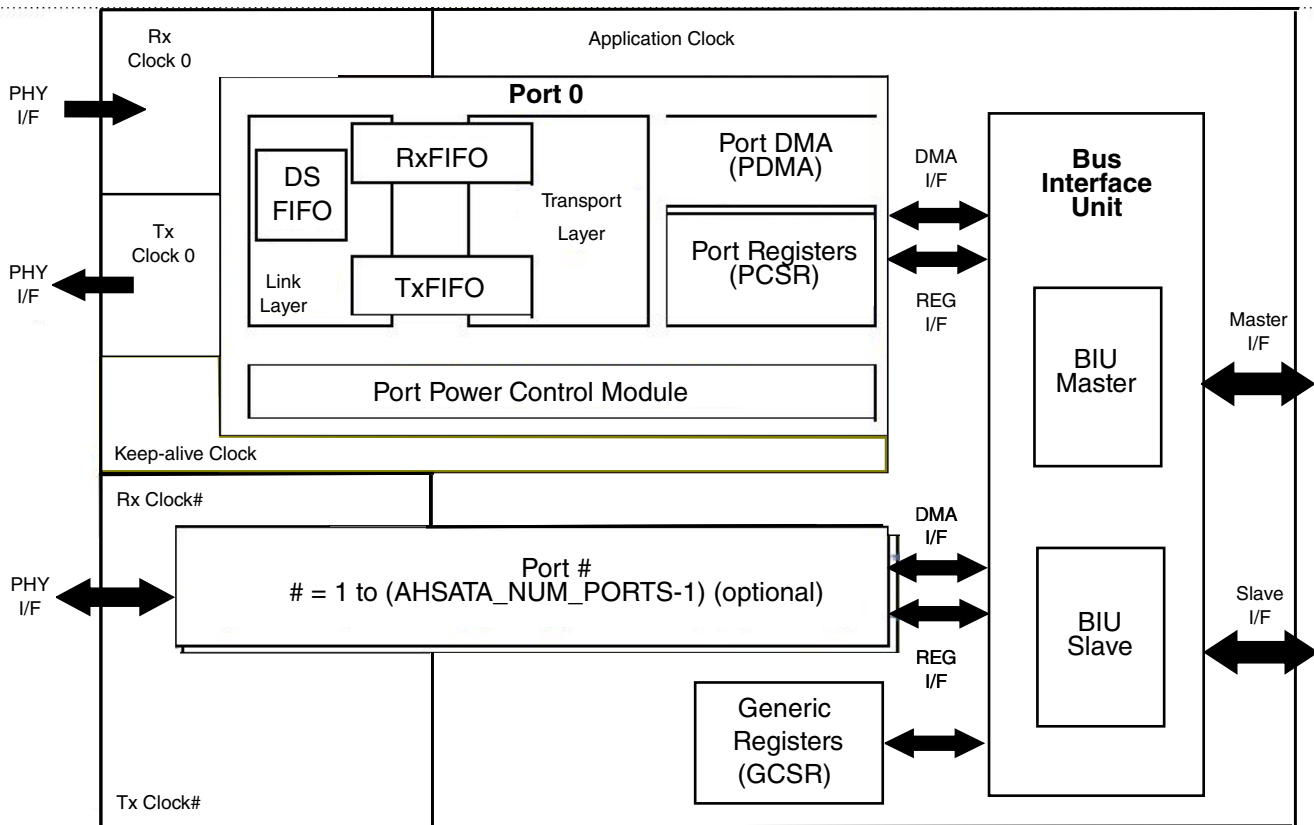 Rx
Clock 0
Application Clock
PHY
I/F
Port 0
RxFIFO
DS
FIFO
Transport
Layer
Port DMA
(PDMA)
DMA
I/F
Bus
Interface
Unit
Tx
Clock 0
PHY
I/F
Link
Layer
TxFIFO
Port Registers
(PCSR)
REG
I/F
Master
I/F
BIU
Master
Port Power Control Module
Keep-alive Clock
Rx Clock#
DMA
I/F
PHY
I/F
Port #
# = 1 to (AHSATA_NUM_PORTS-1) (optional)
Slave
I/F
BIU
Slave
REG
I/F
Generic
Registers
(GCSR)
Tx Clock#